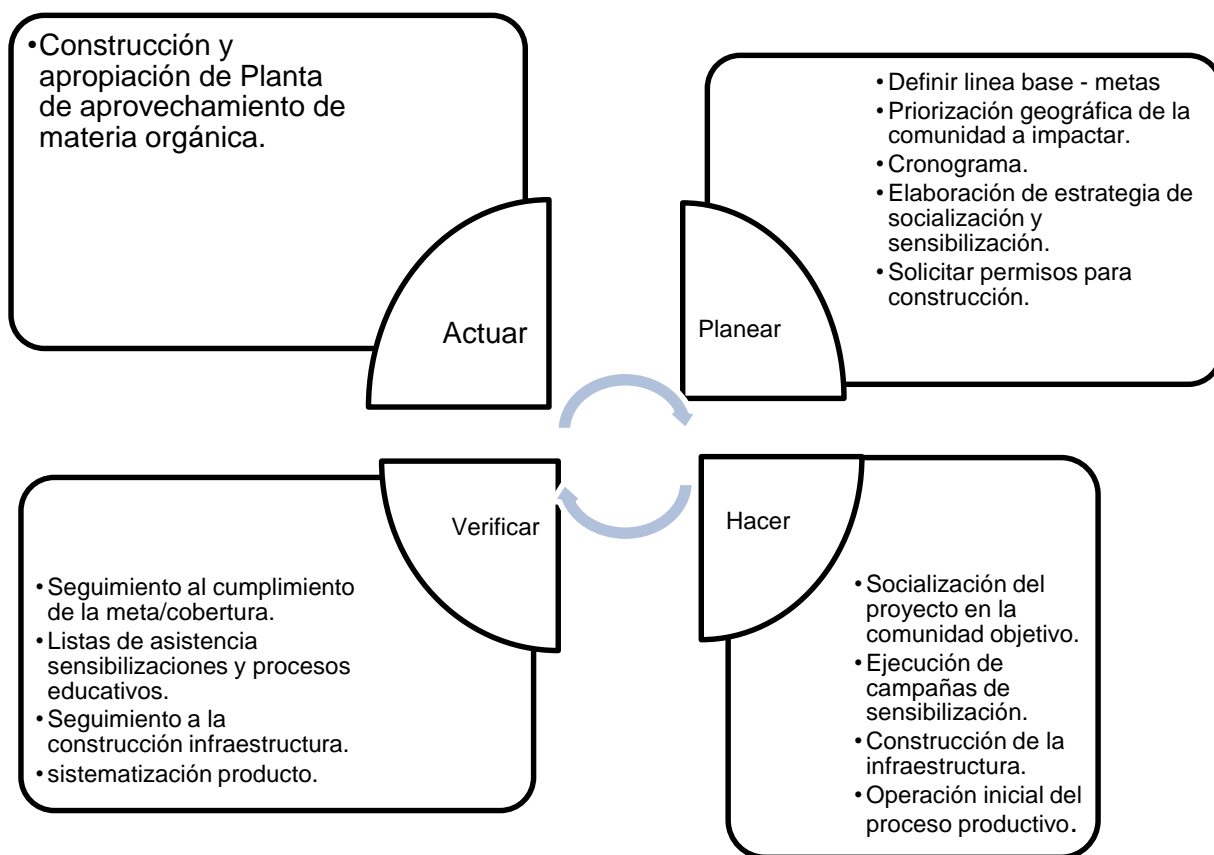 •Construcción y
apropiación de Planta
de aprovechamiento de
materia orgánica.
Actuar
•Definir linea base - metas
•Priorización geográfica de la
comunidad a impactar.
•Cronograma.
•Elaboración de estrategia de
socialización y
sensibilización.
•Solicitar permisos para
construcción.
Planear
Verificar
•Seguimiento al cumplimiento
de la meta/cobertura.
•Listas de asistencia
sensibilizaciones y procesos
educativos.
•Seguimiento a la
construcción infraestructura.
•sistematización producto.
Hacer
•Socialización del
proyecto en la
comunidad objetivo.
•Ejecución de
campañas de
sensibilización.
•Construcción de la
infraestructura.
•Operación inicial del
proceso productivo.